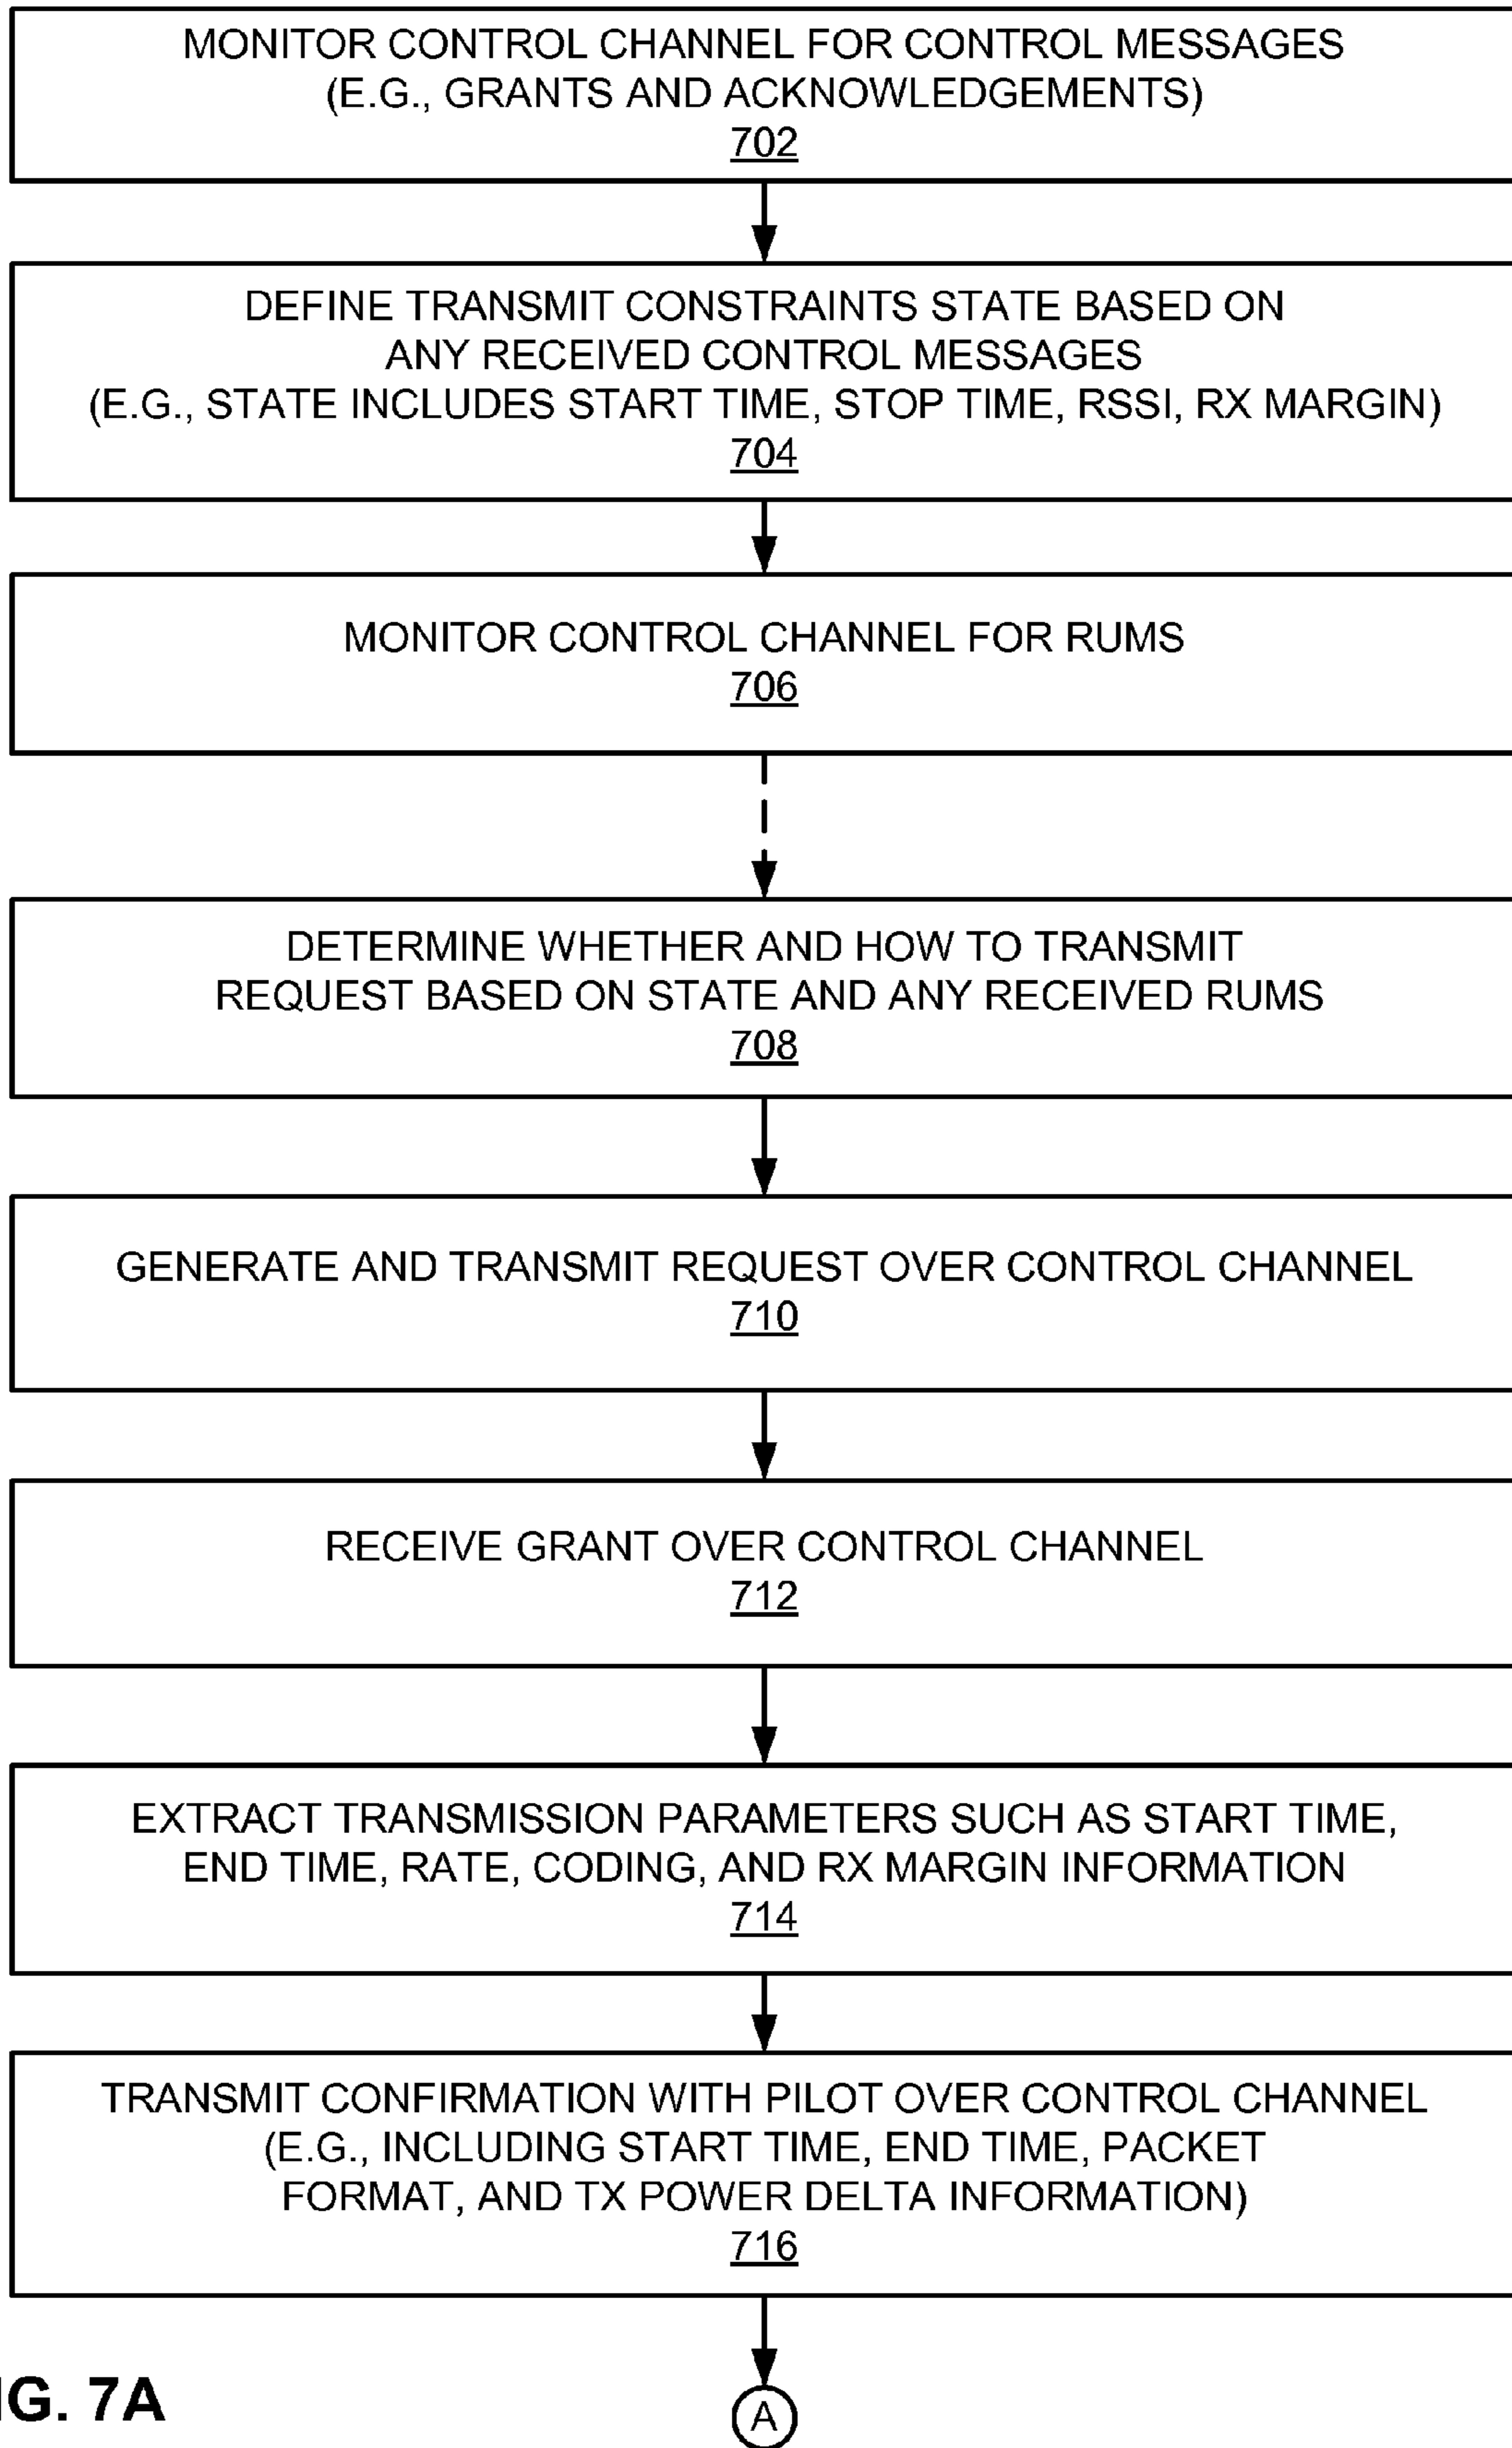 MONITOR CONTROL CHANNEL FOR CONTROL MESSAGES
(E.G., GRANTS AND ACKNOWLEDGEMENTS)
702
DEFINE TRANSMIT CONSTRAINTS STATE BASED ON
ANY RECEIVED CONTROL MESSAGES
(E.G., STATE INCLUDES START TIME, STOP TIME, RSSI, RX MARGIN)
704
MONITOR CONTROL CHANNEL FOR RUMS
706
DETERMINE WHETHER AND HOW TO TRANSMIT
REQUEST BASED ON STATE AND ANY RECEIVED RUMS
708
GENERATE AND TRANSMIT REQUEST OVER CONTROL CHANNEL
710
RECEIVE GRANT OVER CONTROL CHANNEL
712
EXTRACT TRANSMISSION PARAMETERS SUCH AS START TIME,
END TIME, RATE, CODING, AND RX MARGIN INFORMATION
714
TRANSMIT CONFIRMATION WITH PILOT OVER CONTROL CHANNEL
(E.G., INCLUDING START TIME, END TIME, PACKET
FORMAT, AND TX POWER DELTA INFORMATION)
716
A
G. 7A